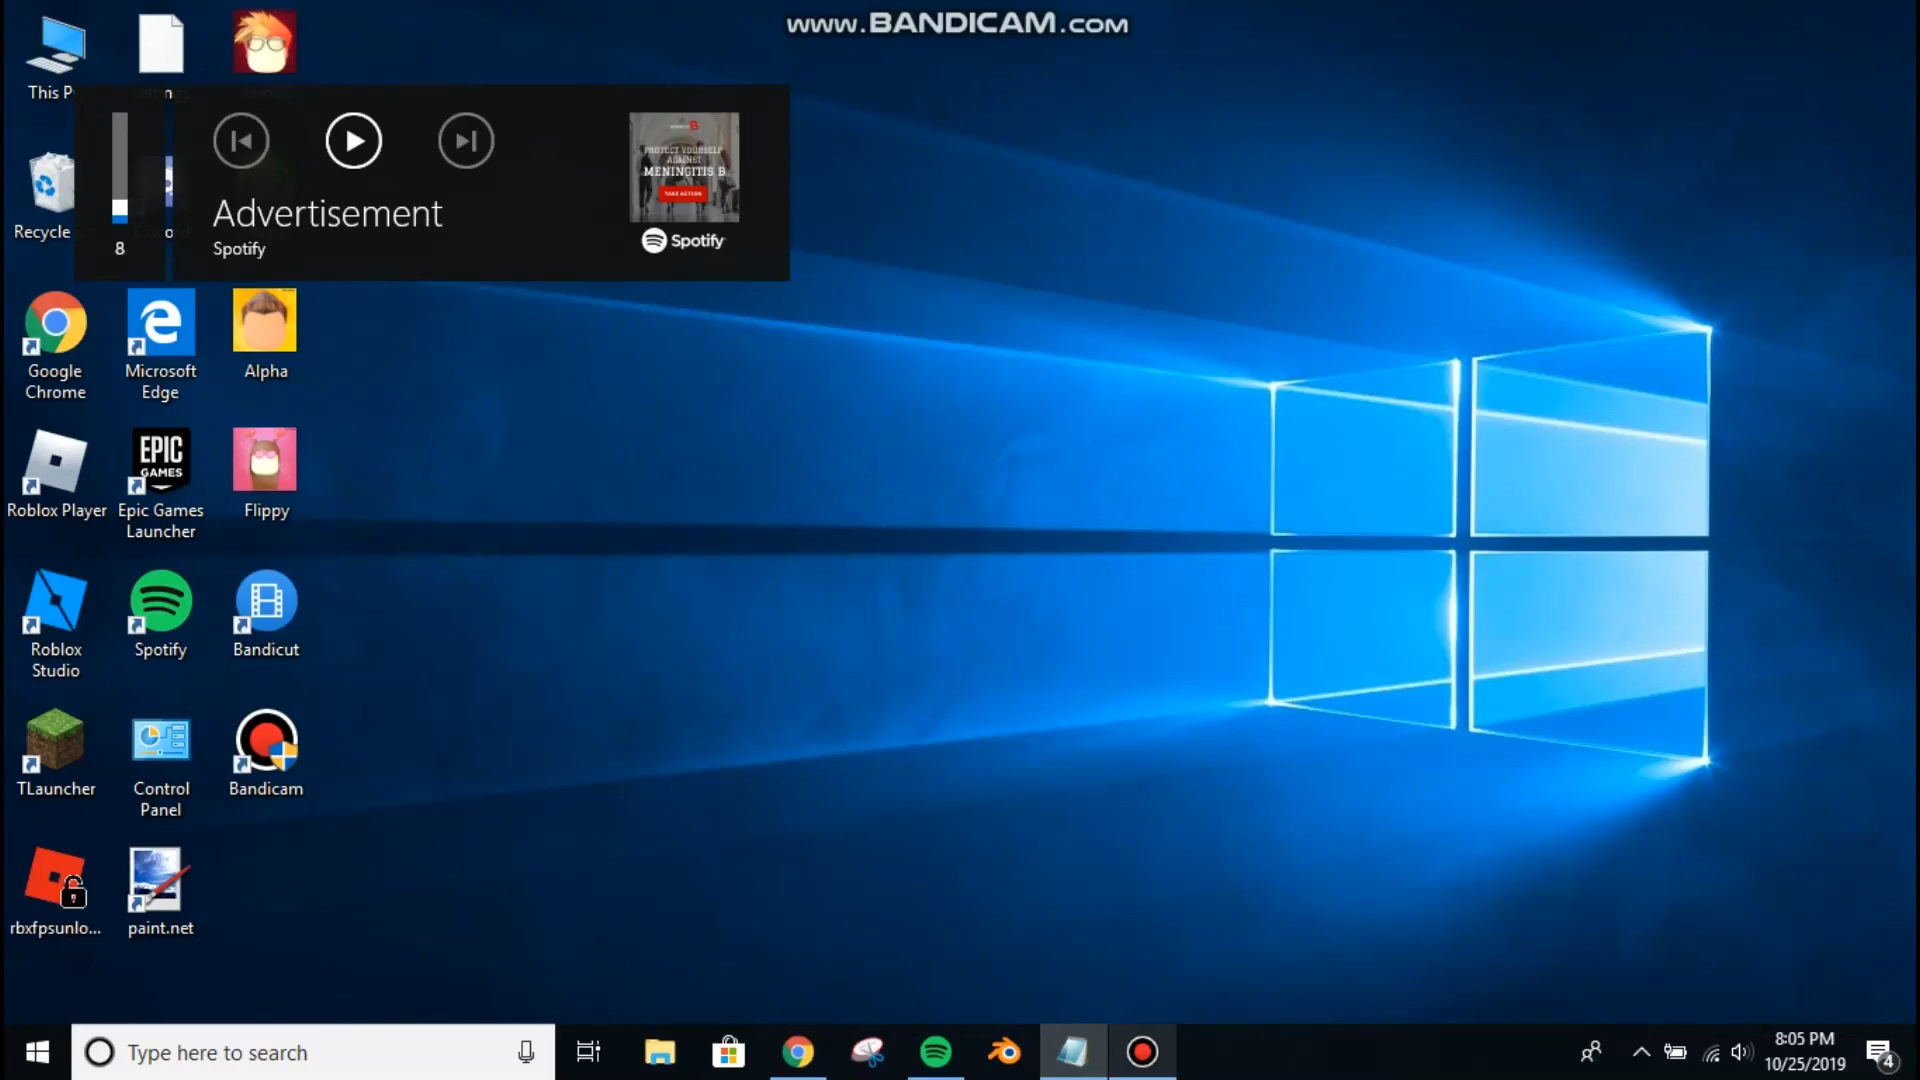 www.BANDICAM.COM
This P
8
Advertisement
Spotify
PROTECT YOURSELF
AGAINST
MENINGITIS B
TAKE ACTION
Spotify
Recycle
Google
Chrome
Microsoft
Edge
Alpha
Roblox Player
EPIC
GAMES
Epic Games
Launcher
Flippy
Roblox
Studio
Spotify
Bandicut
TLauncher
Control
Panel
Bandicam
rbxfpsunlo...
paint.net
Type here to search
8:05 PM
10/25/2019
4